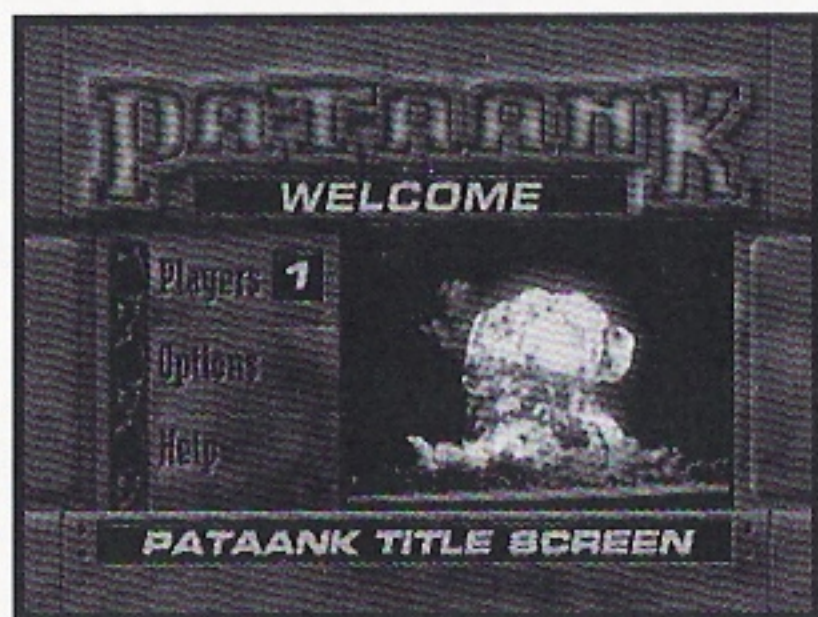 PATAANK
WELCOME
Players 1
Options
Help
PATAANK TITLE SCREEN